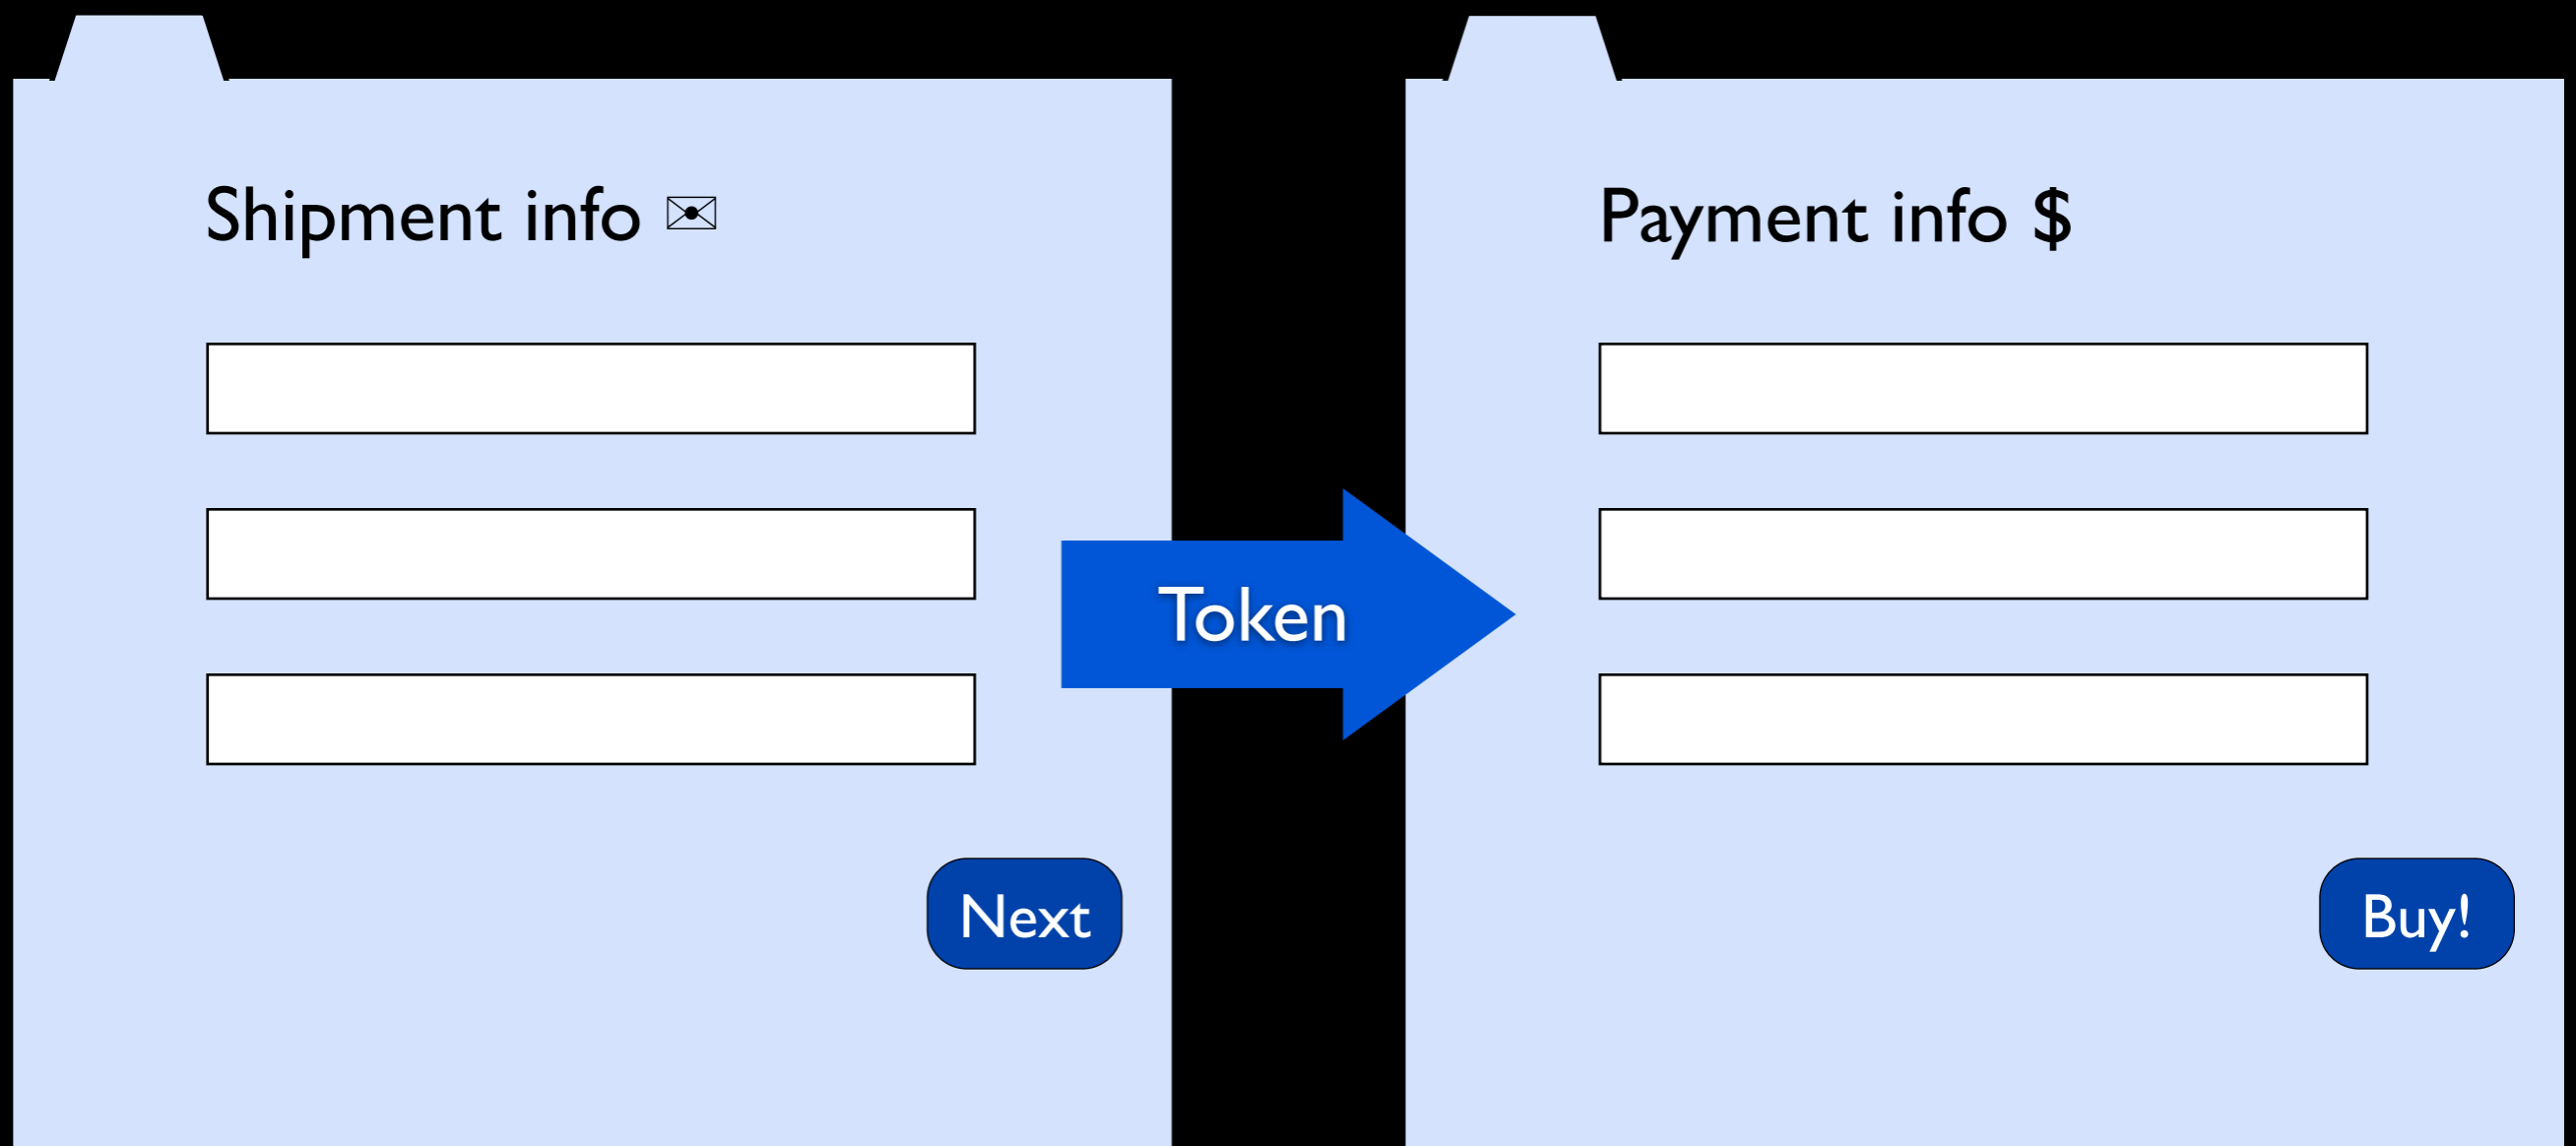 Shipment info ✉
Payment info $
Token
Next
Buy!